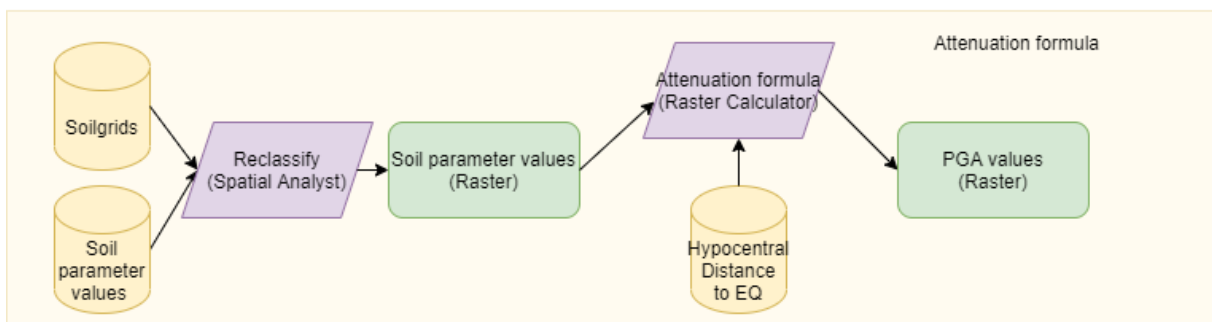 Attenuation formula
Soilgrids
Soil
parameter
values
Reclassify
(Spatial Analyst)
Soil parameter values
(Raster)
Attenuation formula
(Raster Calculator)
Hypocentral
Distance
to EQ
PGA values
(Raster)